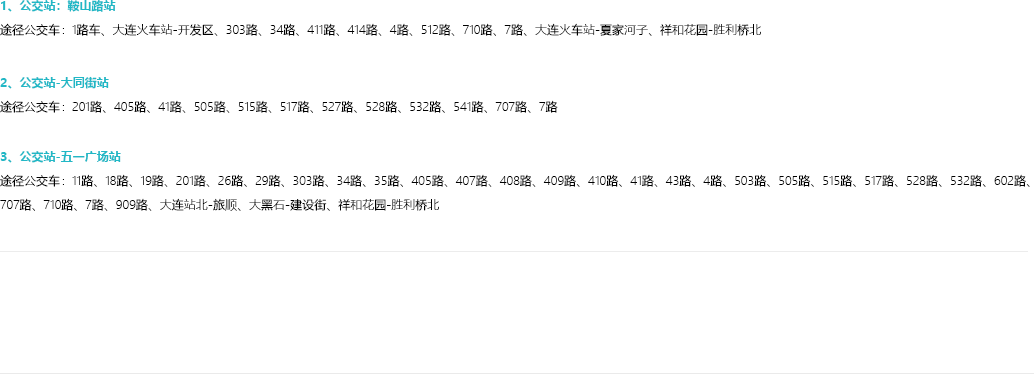 1、公交站：鞍山路站
途径公交车：1路车、大连火车站-开发区、303路、34路、411路、414路、4路、512路、710路、7路、大连火车站-夏家河子、祥和花园-胜利桥北
2、公交站-大同街站
途径公交车：201路、405路、41路、505路、515路、517路、527路、528路、532路、541路、707路、7路
3、公交站-五一广场站
途径公交车：11路、18路、19路、201路、26路、29路、303路、34路、35路、405路、407路、408路、409路、410路、41路、43路、4路、503路、505路、515路、517路、528路、532路、602路、
707路、710路、7路、909路、大连站北-旅顺、大黑石-建设街、祥和花园-胜利桥北